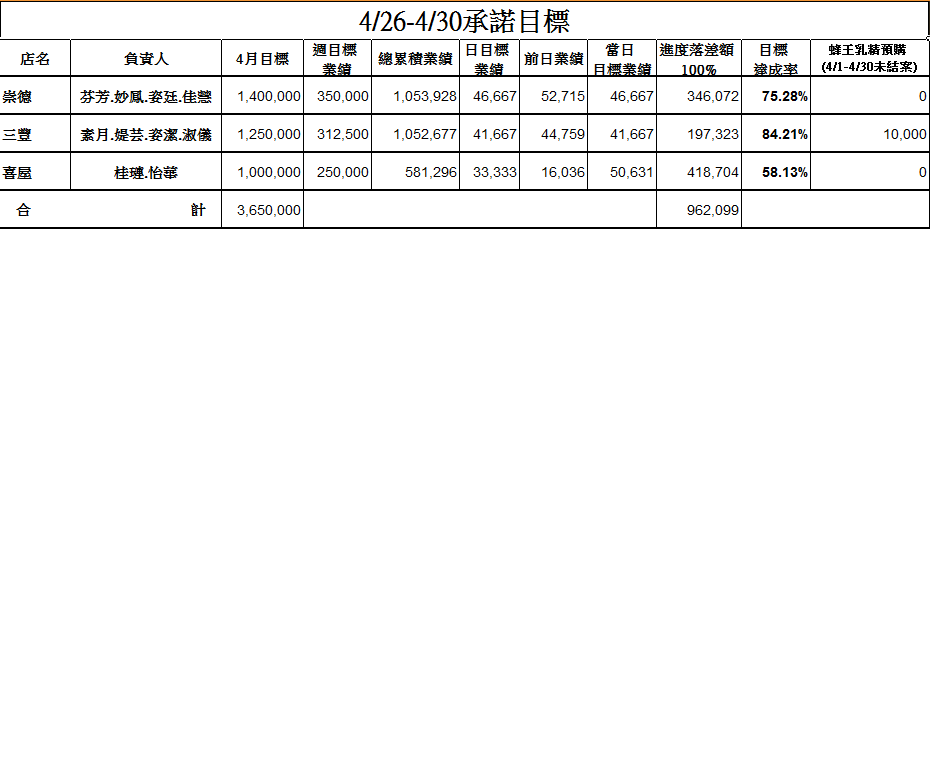 4/26-4/30承諾目標
店名 負責人 4月目標 週目標業績 總累積業績 日目標業績 前日業績 當日目標業績 進度落差額100% 目標達成率 蜂王乳精預購(4/1-4/30未結案)
崇德 芬芳.妙鳳.姿廷.佳慧 1,400,000 350,000 1,053,928 46,667 52,715 46,667 346,072 75.28% 0
三豐 素月.媞芸.姿潔.淑儀 1,250,000 312,500 1,052,677 41,667 44,759 41,667 197,323 84.21% 10,000
喜屋 桂瑭.怡華 1,000,000 250,000 581,296 33,333 16,036 50,631 418,704 58.13% 0
合 計 3,650,000 962,099